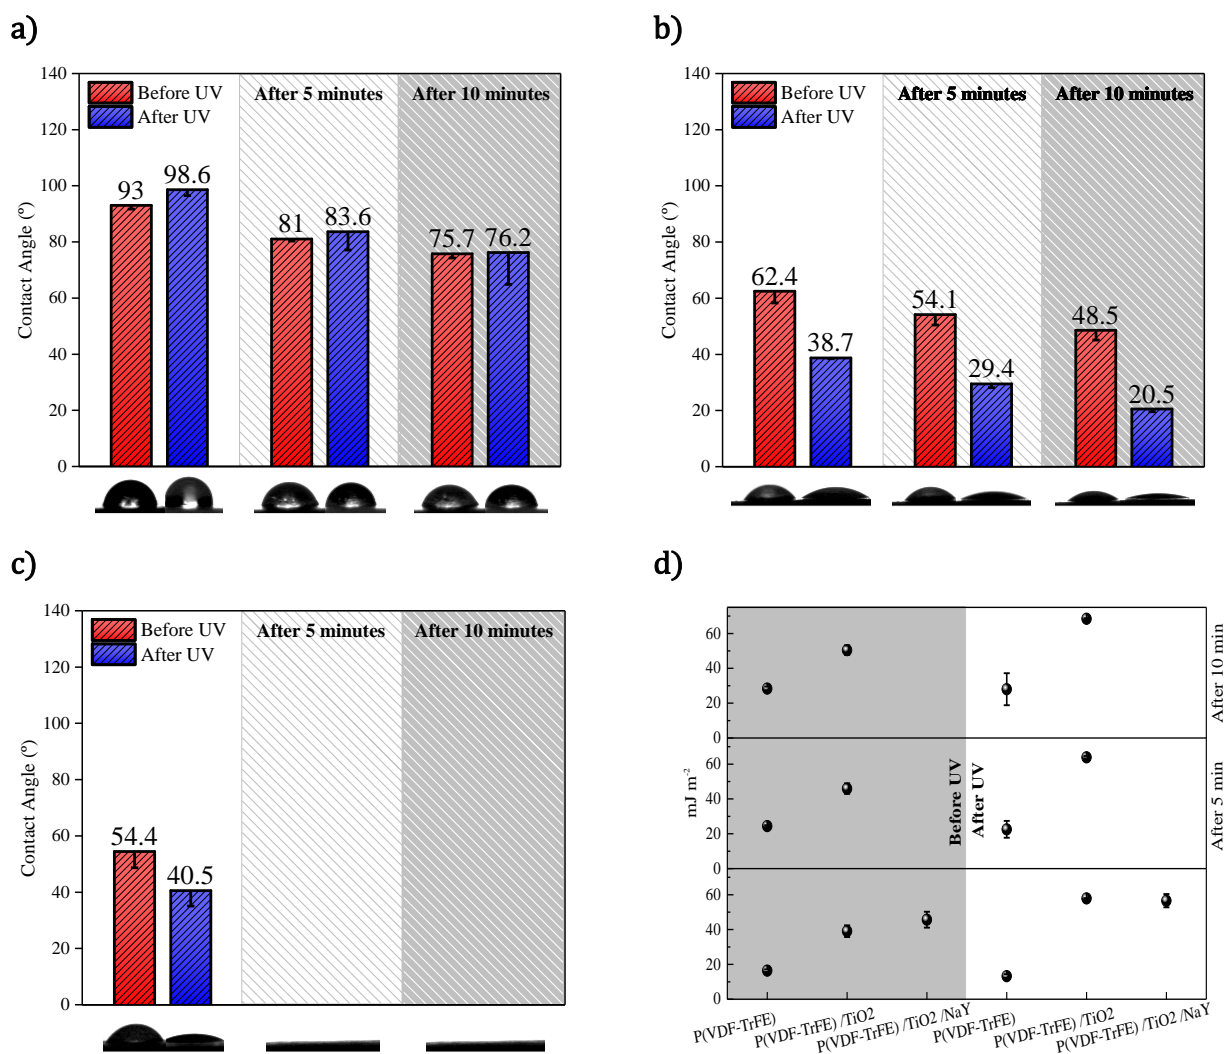 a)
140
120
100
80
60
40
20
0
Contact Angle (º)
Before UV
After UV
After 5 minutes
After 10 minutes
93
98.6
81
83.6
75.7
76.2
b)
140
120
100
80
60
40
20
0
Contact Angle (º)
Before UV
After UV
After 5 minutes
After 10 minutes
62.4
38.7
54.1
29.4
48.5
20.5
c)
140
120
100
80
60
40
20
0
Contact Angle (º)
Before UV
After UV
After 5 minutes
After 10 minutes
54.4
40.5
d)
60
40
20
0
After 10 min
60
40
20
0
mJ m-2
Before UV
After UV
After 5 min
60
40
20
0
P(VDF-TrFE)
P(VDF-TrFE) /TiO2
P(VDF-TrFE) /TiO2 /NaY
P(VDF-TrFE)
P(VDF-TrFE) /TiO2
P(VDF-TrFE) /TiO2 /NaY